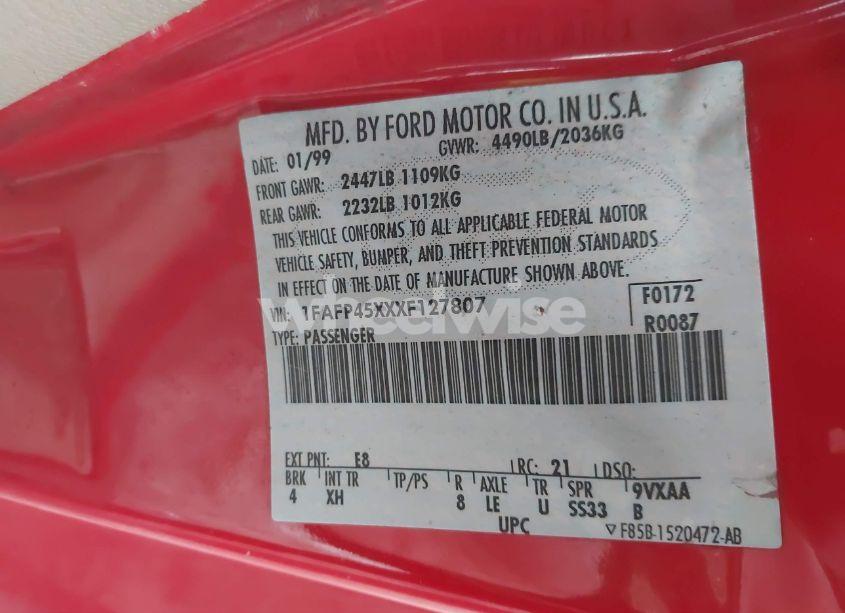 MFD. BY FORD MOTOR CO. IN U.S.A.
DATE: 01/99 GVWR: 4490LB/2036KG
FRONT GAWR: 2447LB 1109KG
REAR GAWR: 2232LB 1012KG
THIS VEHICLE CONFORMS TO ALL APPLICABLE FEDERAL MOTOR
VEHICLE SAFETY, BUMPER, AND THEFT PREVENTION STANDARDS
IN EFFECT ON THE DATE OF MANUFACTURE SHOWN ABOVE.
VIN: 1FAFP45XXXF127807 F0172
TYPE: PASSENGER R0087
wheelwise
EXT PNT: E8 RC: 21 DSO:
BRK INT TR TP/PS R AXLE TR SPR 9VXAA
4 XH 8 LE U SS33 B
UPC ▽F85B-1520472-AB